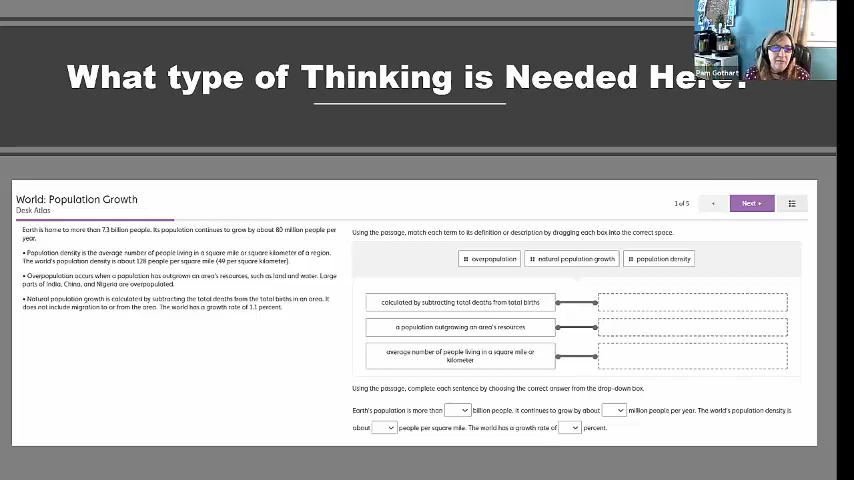 What type of Thinking is Needed Here?
Pam Gothart
World: Population Growth
Desk Atlas
1 of 5
Next
Earth is home to more than 7.3 billion people. Its population continues to grow by about 80 million people per
year.
• Population density is the average number of people living in a square mile or square kilometer of a region.
The world's population density is about 128 people per square mile (49 per square kilometer).
• Overpopulation occurs when a population has outgrown an area's resources, such as land and water. Large
parts of India, China, and Nigeria are overpopulated.
• Natural population growth is calculated by subtracting the total deaths from the total births in an area. It
does not include migration to or from the area. The world has a growth rate of 1.1 percent.
Using the passage, match each term to its definition or description by dragging each box into the correct space.
overpopulation
natural population growth
population density
calculated by subtracting total deaths from total births
a population outgrowing an area's resources
average number of people living in a square mile or
kilometer
Using the passage, complete each sentence by choosing the correct answer from the drop-down box.
Earth's population is more than billion people. It continues to grow by about million people per year. The world's population density is
about people per square mile. The world has a growth rate of percent.